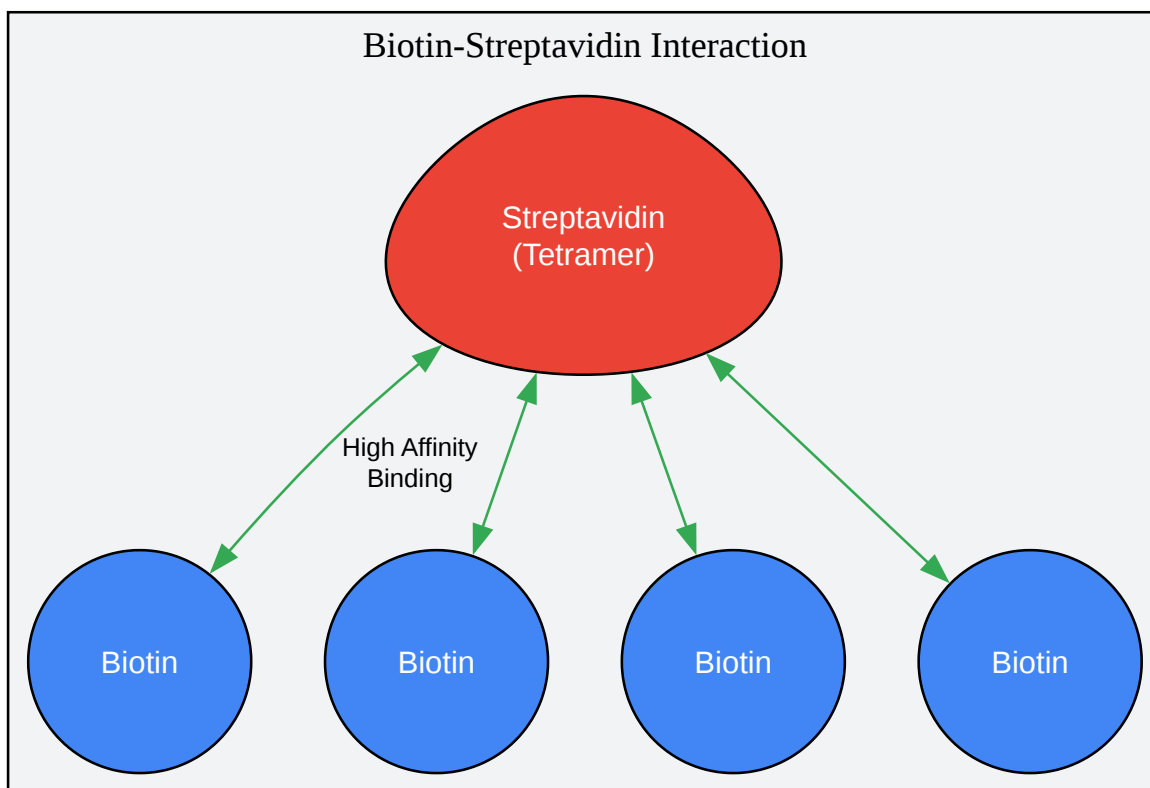 Biotin-Streptavidin Interaction
Streptavidin
(Tetramer)
High Affinity
Binding
Biotin
Biotin
Biotin
Biotin